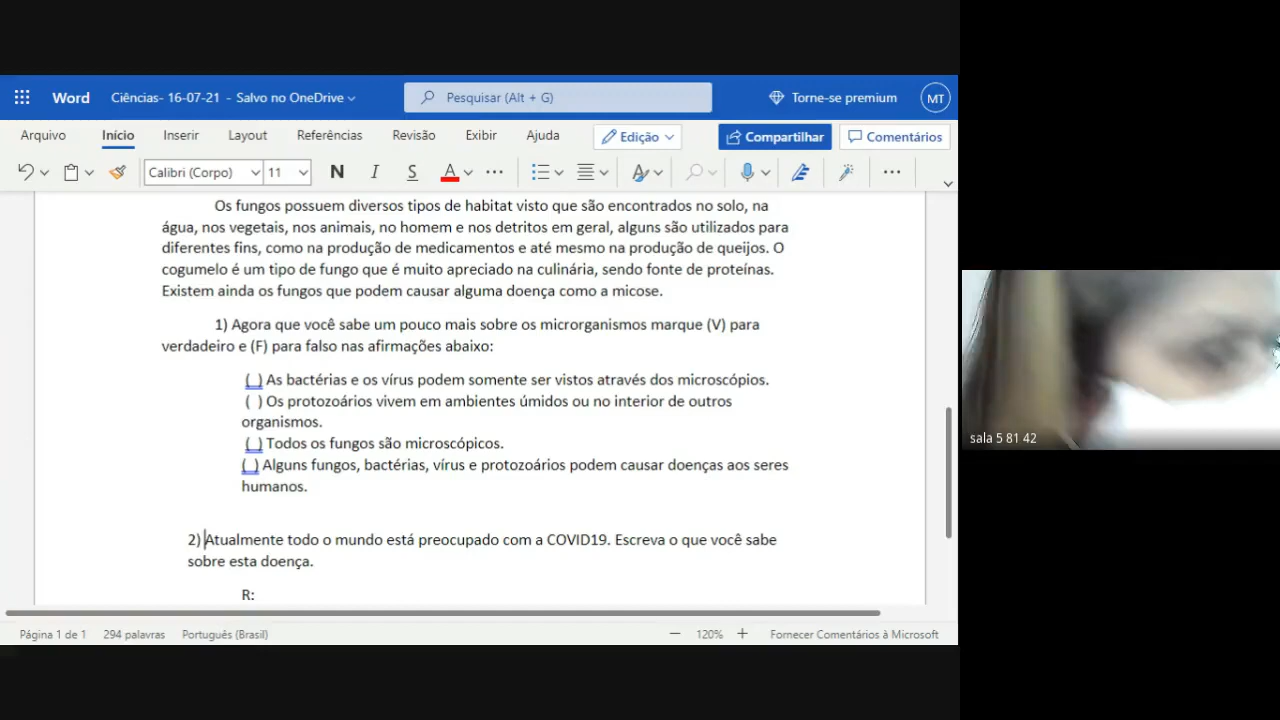 Word Ciências- 16-07-21 - Salvo no OneDrive Pesquisar (Alt + G) Torne-se premium MT
Arquivo Início Inserir Layout Referências Revisão Exibir Ajuda Edição Compartilhar Comentários
Calibri (Corpo) 11 N I S A
Os fungos possuem diversos tipos de habitat visto que são encontrados no solo, na
água, nos vegetais, nos animais, no homem e nos detritos em geral, alguns são utilizados para
diferentes fins, como na produção de medicamentos e até mesmo na produção de queijos. O
cogumelo é um tipo de fungo que é muito apreciado na culinária, sendo fonte de proteínas.
Existem ainda os fungos que podem causar alguma doença como a micose.
1) Agora que você sabe um pouco mais sobre os microrganismos marque (V) para
verdadeiro e (F) para falso nas afirmações abaixo:
( ) As bactérias e os vírus podem somente ser vistos através dos microscópios.
( ) Os protozoários vivem em ambientes úmidos ou no interior de outros
organismos.
( ) Todos os fungos são microscópicos.
( ) Alguns fungos, bactérias, vírus e protozoários podem causar doenças aos seres
humanos.
2) Atualmente todo o mundo está preocupado com a COVID19. Escreva o que você sabe
sobre esta doença.
R:
Página 1 de 1 294 palavras Português (Brasil) 120% Fornecer Comentários à Microsoft
sala 5 81 42